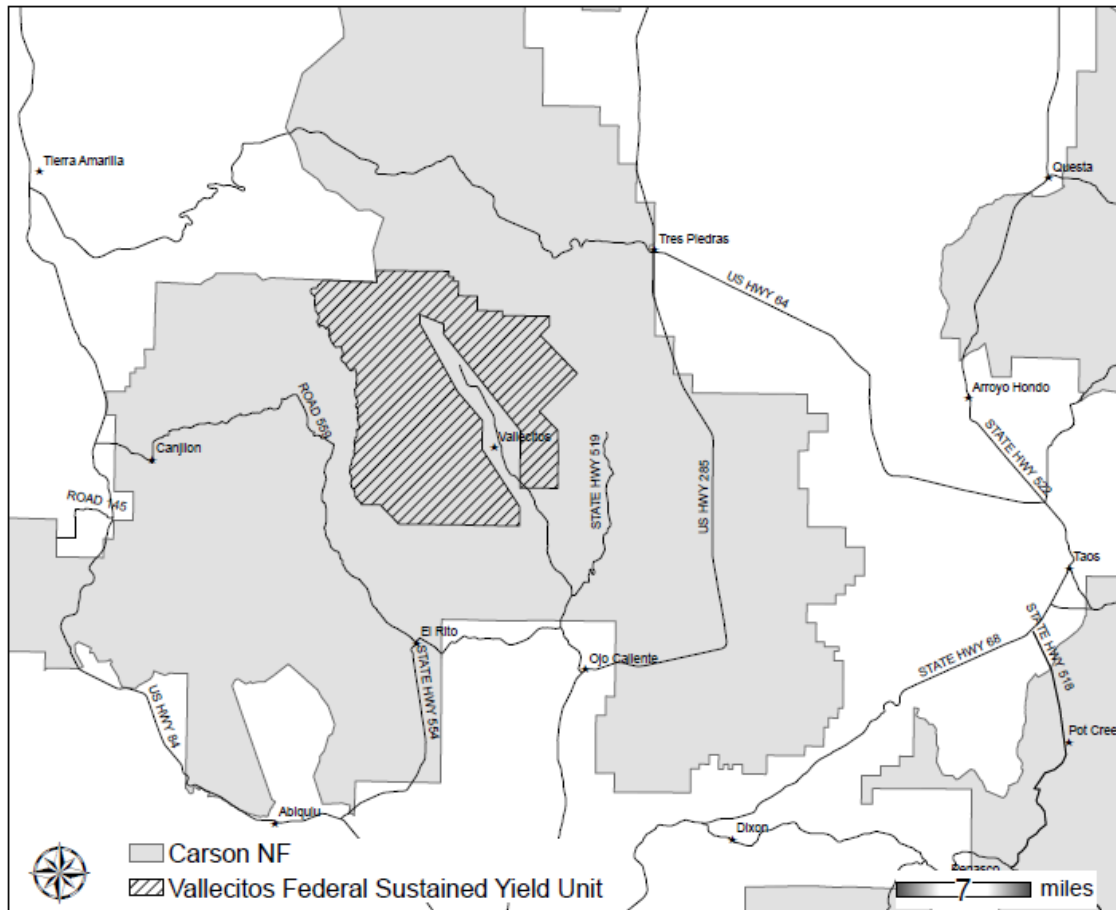 Tierra Amarilla
Questa
Tres Piedras
US HWY 64
Arroyo Hondo
ROAD 559
Canjilon
Vallecitos
STATE HWY 519
US HWY 285
STATE HWY 522
ROAD 145
Taos
El Rito
Ojo Caliente
STATE HWY 68
STATE HWY 518
STATE HWY 554
US HWY 84
Pot Cree
Abiquiu
Dixon
Penasco
Carson NF
Vallecitos Federal Sustained Yield Unit
7 miles